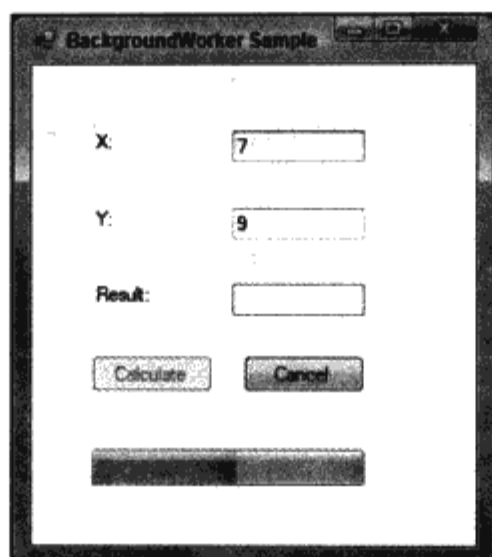 BackgroundWorker Sample
X: 7
Y: 9
Result:
Calculate Cancel